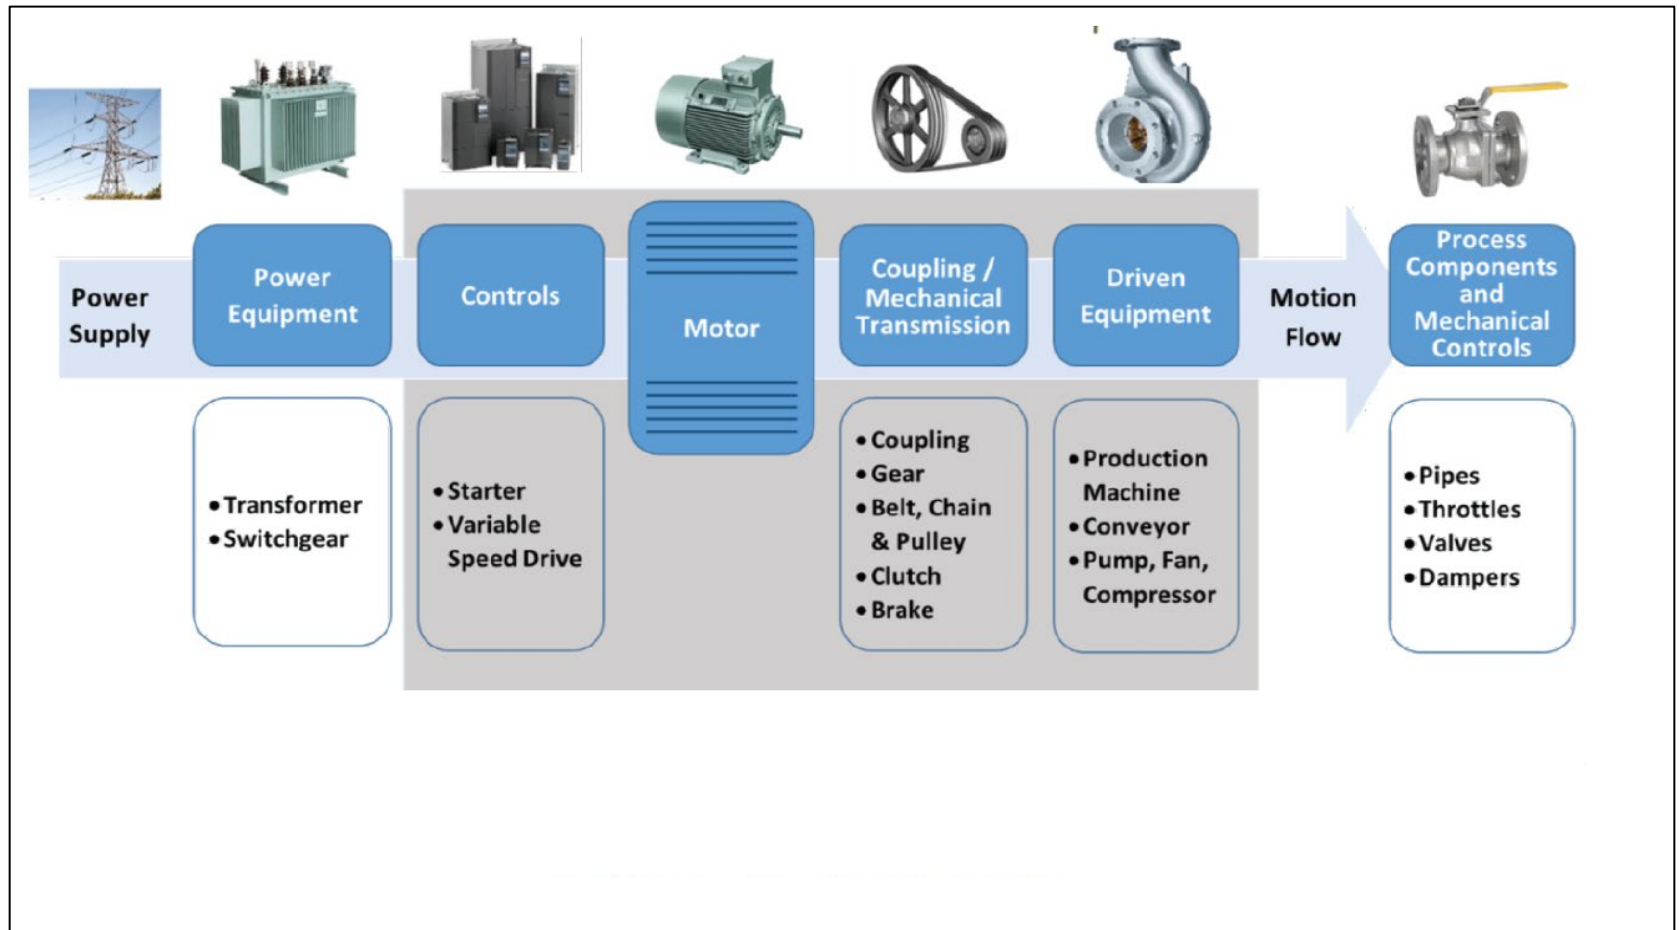 Power
Supply
Power
Equipment
Controls
Motor
Coupling /
Mechanical
Transmission
Driven
Equipment
Motion
Flow
Process
Components
and
Mechanical
Controls
• Transformer
• Switchgear
• Starter
• Variable
Speed Drive
• Coupling
• Gear
• Belt, Chain
& Pulley
• Clutch
• Brake
• Production
Machine
• Conveyor
• Pump, Fan,
Compressor
• Pipes
• Throttles
• Valves
• Dampers